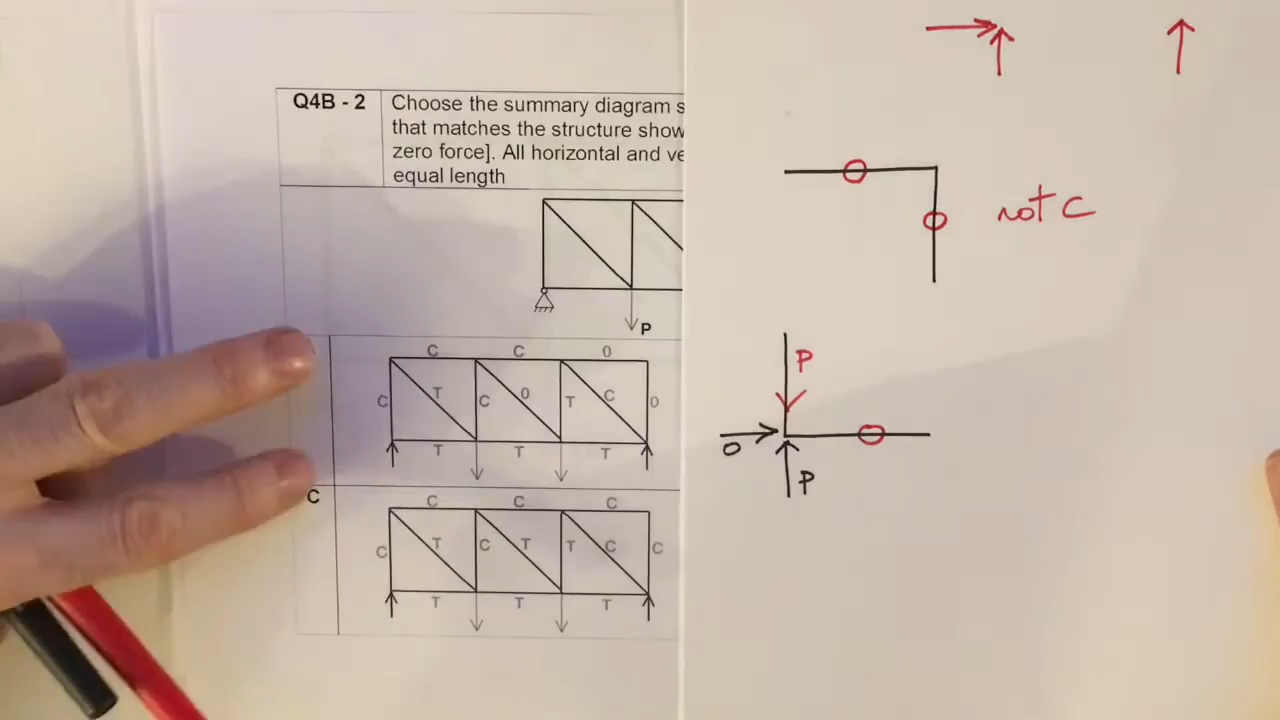 Q4B - 2
Choose the summary diagram s
that matches the structure show
zero force]. All horizontal and ve
equal length
P
C C 0
C T C 0 T C 0
T T T
C
C C C
C T C T T C C
T T T
not C
P
0
P